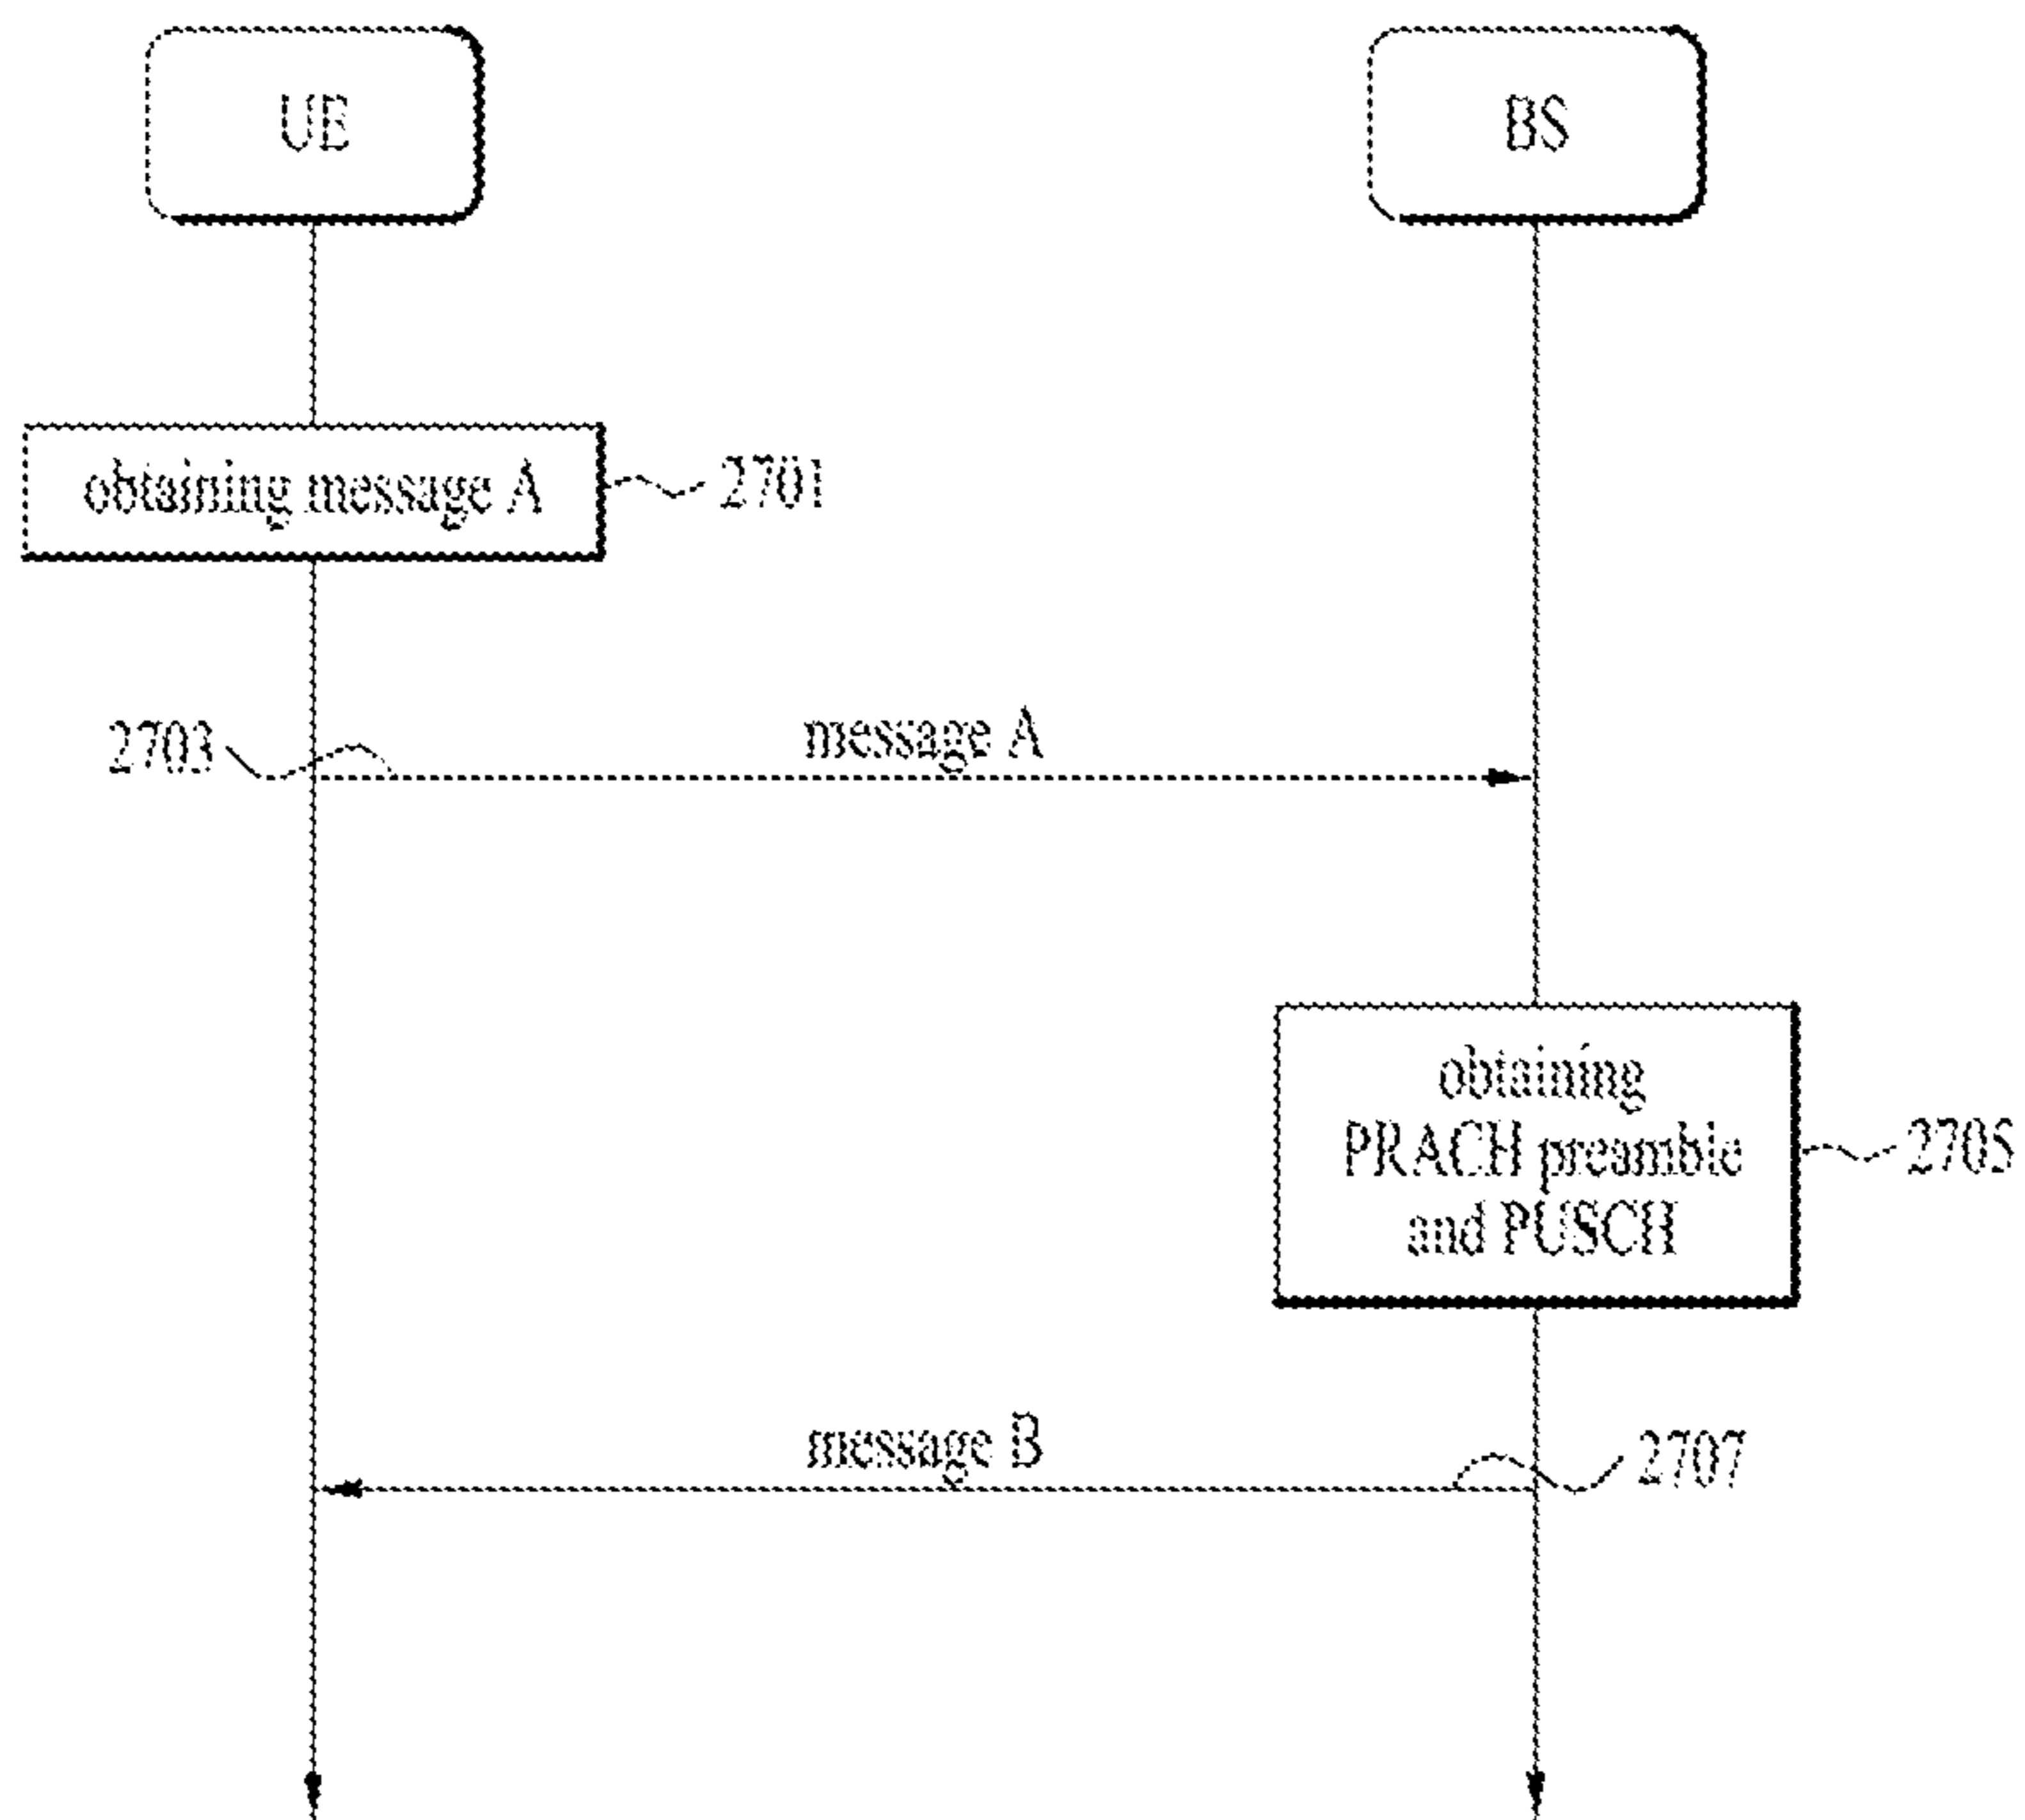 UE
BS
obtaining message A
2701
2703
message A
obtaining
PRACH preamble
and PUSCH
2705
message B
2707